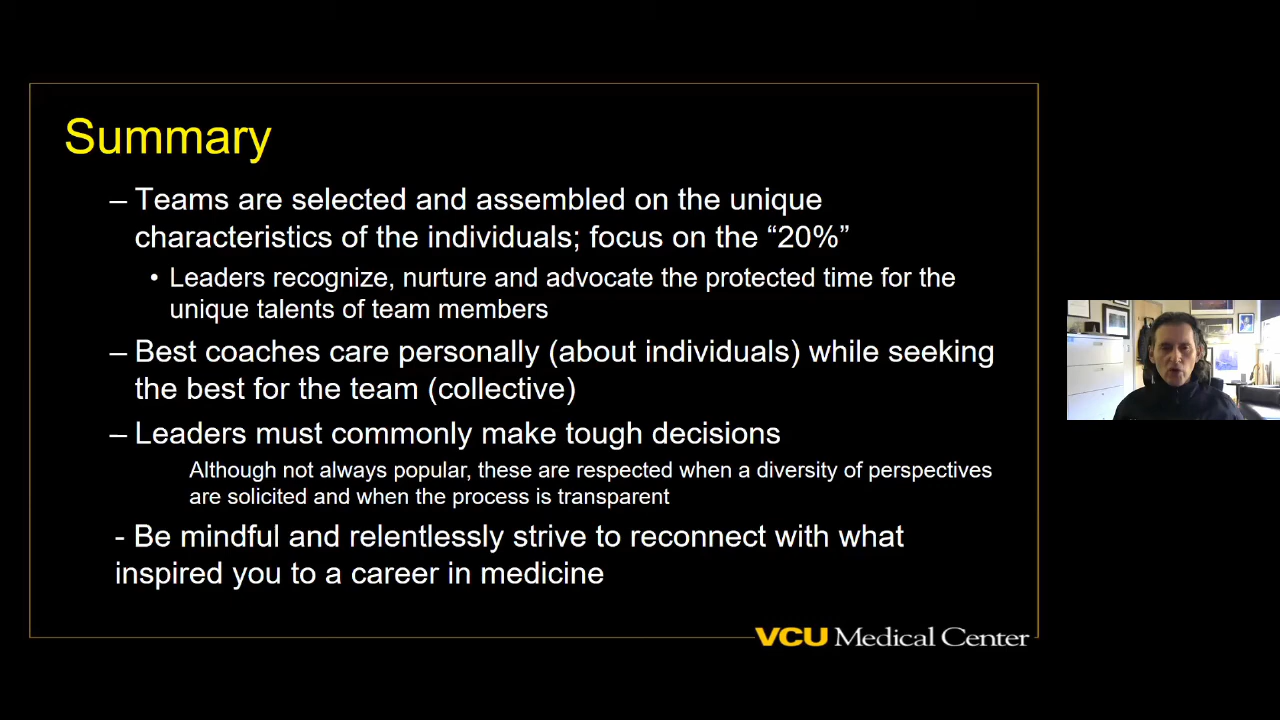 Summary
– Teams are selected and assembled on the unique
characteristics of the individuals; focus on the “20%”
• Leaders recognize, nurture and advocate the protected time for the
unique talents of team members
– Best coaches care personally (about individuals) while seeking
the best for the team (collective)
– Leaders must commonly make tough decisions
Although not always popular, these are respected when a diversity of perspectives
are solicited and when the process is transparent
- Be mindful and relentlessly strive to reconnect with what
inspired you to a career in medicine
VCU Medical Center